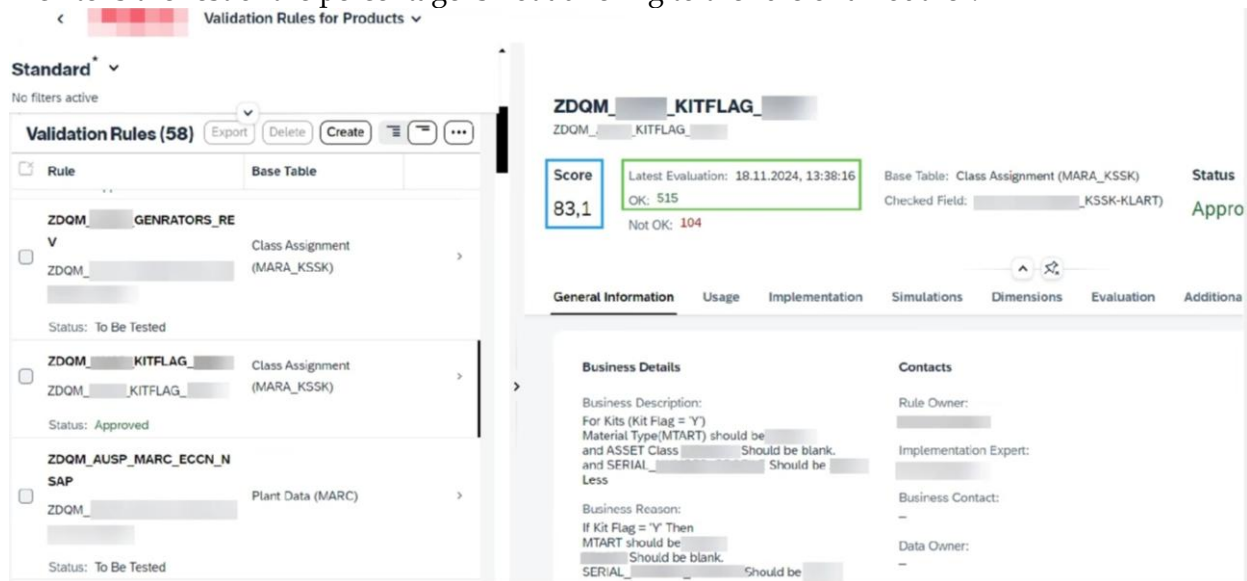 Validation Rules for Products
Standard*
No filters active
Validation Rules (58) Export Delete Create
Rule Base Table
ZDQM_ GENRATORS_RE
V
ZDQM_
Class Assignment
(MARA_KSSK)
Status: To Be Tested
ZDQM_ KITFLAG_
ZDQM_ _KITFLAG_
Class Assignment
(MARA_KSSK)
Status: Approved
ZDQM_AUSP_MARC_ECCN_N
SAP
ZDQM_
Plant Data (MARC)
Status: To Be Tested
ZDQM_ _KITFLAG_
ZDQM_ _KITFLAG_
Score
83,1
Latest Evaluation: 18.11.2024, 13:38:16
OK: 515
Not OK: 104
Base Table: Class Assignment (MARA_KSSK)
Checked Field: _KSSK-KLART)
Status
Appro
General Information Usage Implementation Simulations Dimensions Evaluation Additiona
Business Details
Business Description:
For Kits (Kit Flag = 'Y')
Material Type(MTART) should be
and ASSET Class Should be blank.
and SERIAL_ Should be
Less
Business Reason:
If Kit Flag = 'Y' Then
MTART should be
Should be blank.
SERIAL_ _ Should be
Contacts
Rule Owner:
Implementation Expert:
Business Contact:
–
Data Owner:
–